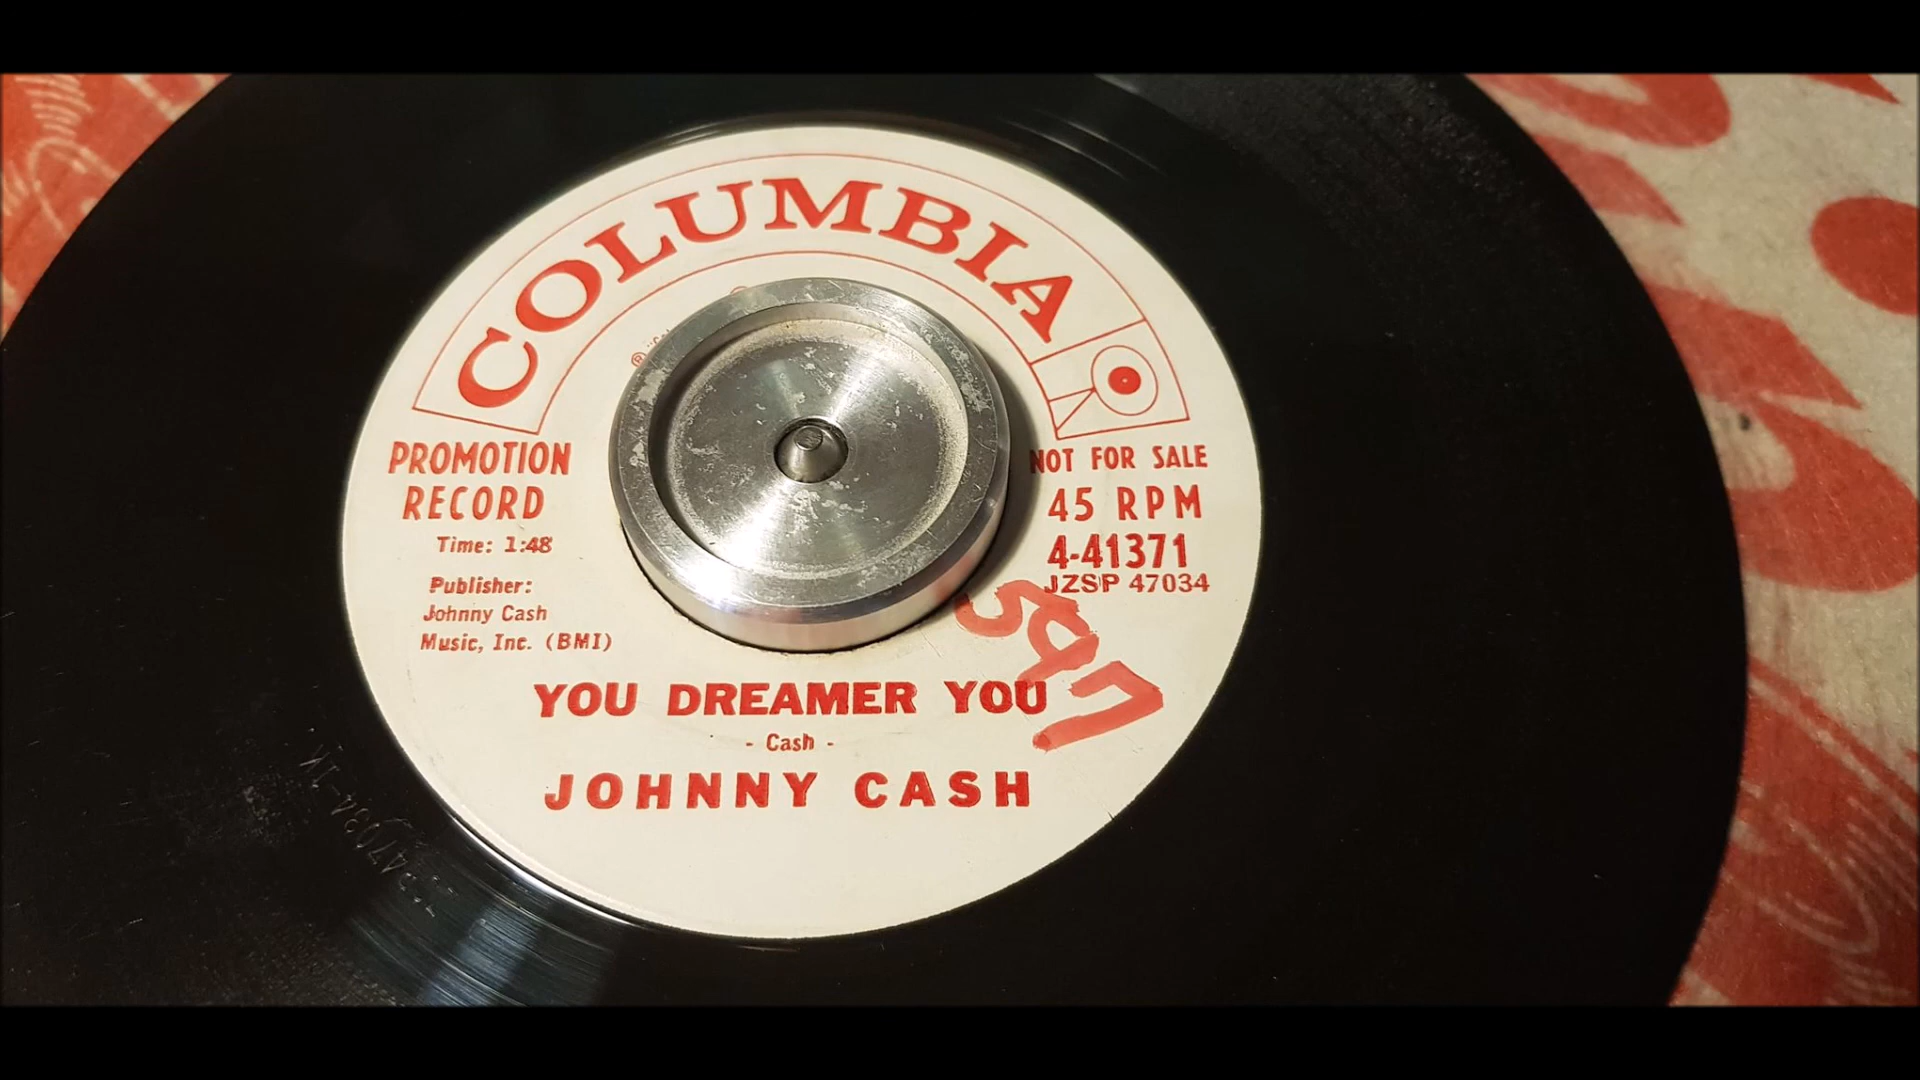 COLUMBIA
PROMOTION
RECORD
Time: 1:48
Publisher:
Johnny Cash
Music, Inc. (BMI)
NOT FOR SALE
45 RPM
4-41371
JZSP 47034
597
YOU DREAMER YOU
- Cash -
JOHNNY CASH